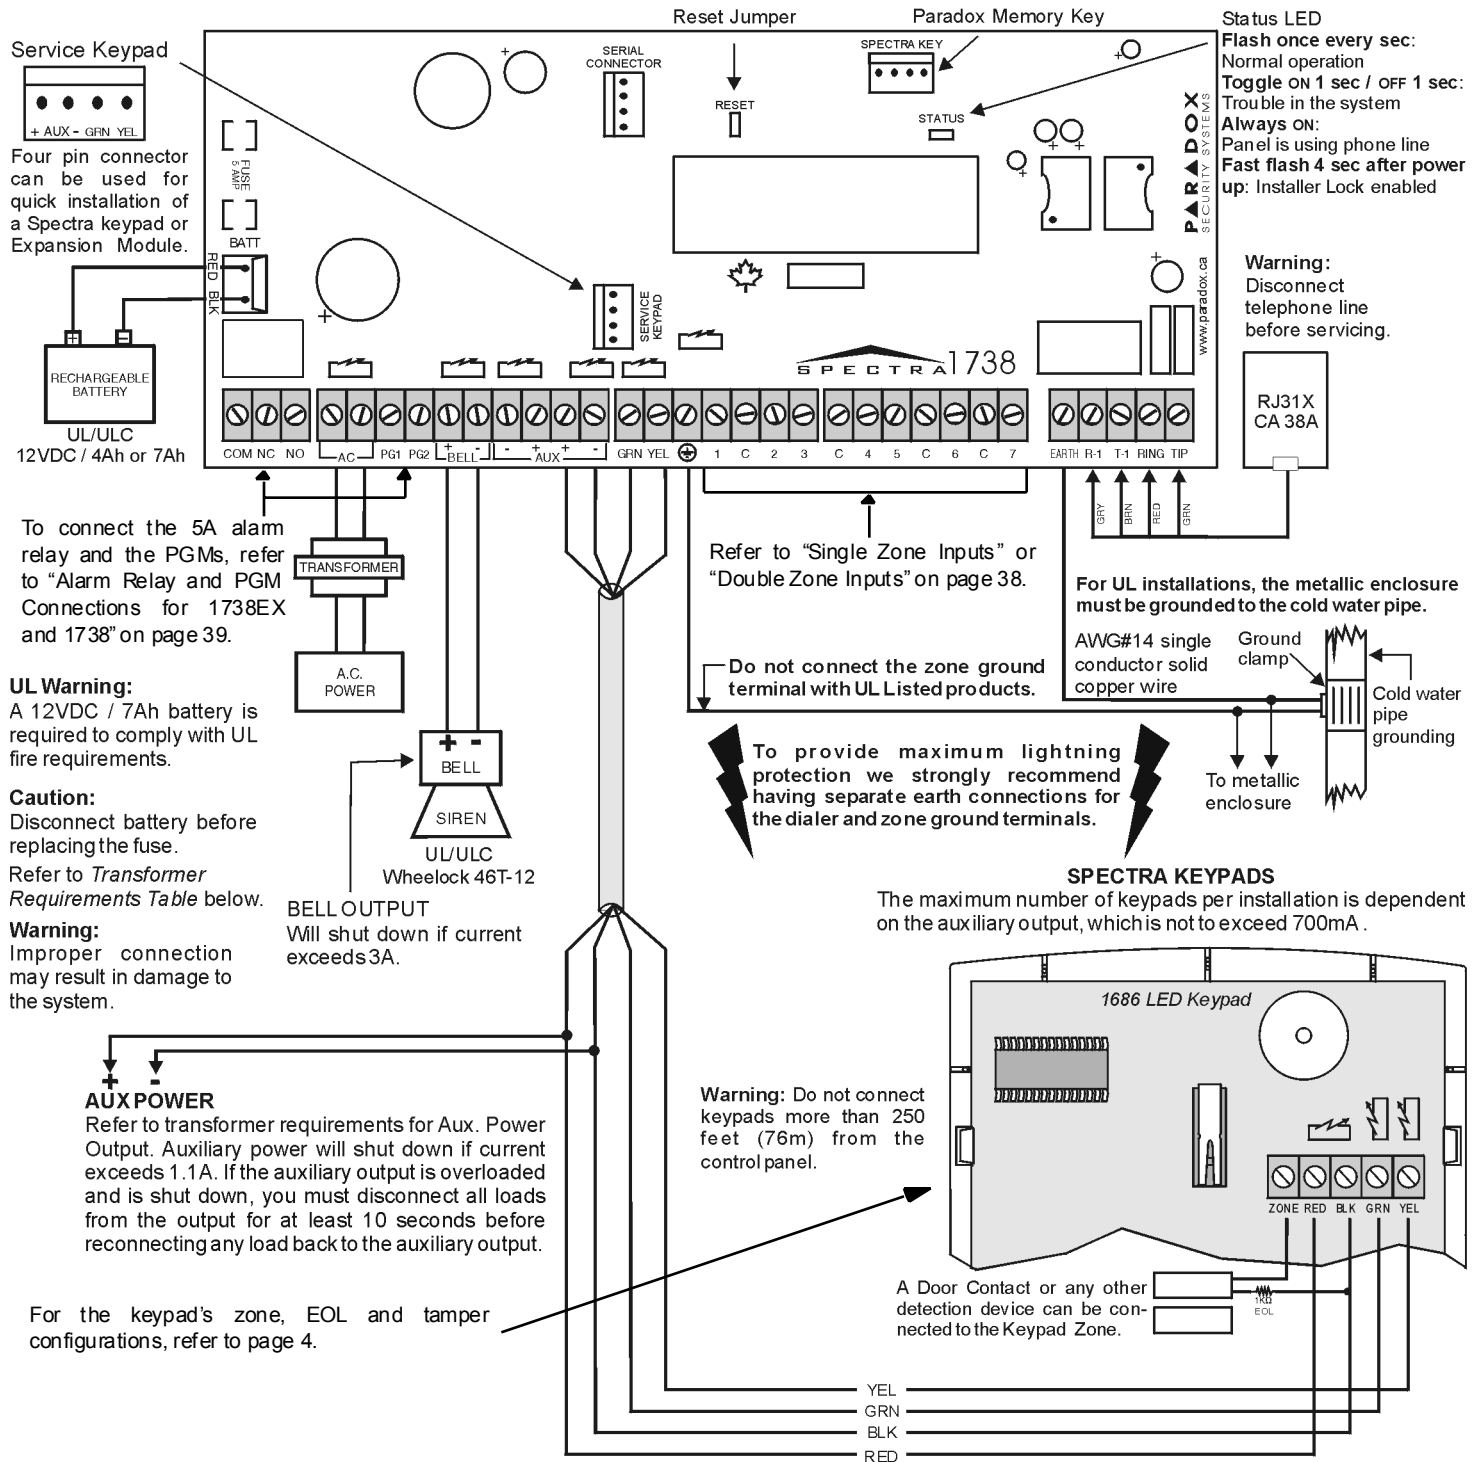 Reset Jumper
Paradox Memory Key
Status LED
Flash once every sec:
Normal operation
Toggle ON 1 sec / OFF 1 sec:
Trouble in the system
Always ON:
Panel is using phone line
Fast flash 4 sec after power
up: Installer Lock enabled
Service Keypad
+ AUX - GRN YEL
Four pin connector
can be used for
quick installation of
a Spectra keypad or
Expansion Module.
SERIAL
CONNECTOR
RESET
SPECTRA KEY
STATUS
PARADOX
SECURITY SYSTEMS
www.paradox.ca
FUSE
5 AMP
BATT
RED
BLK
+ -
RECHARGEABLE
BATTERY
UL/ULC
12VDC / 4Ah or 7Ah
+
SERVICE
KEYPAD
SPECTRA 1738
Warning:
Disconnect
telephone line
before servicing.
RJ31X
CA 38A
COM NC NO AC PG1 PG2 + BELL - - + AUX + - GRN YEL 1 C 2 3 C 4 5 C 6 C 7 EARTH R-1 T-1 RING TIP
GRY
BRN
RED
GRN
To connect the 5A alarm
relay and the PGMs, refer
to “Alarm Relay and PGM
Connections for 1738EX
and 1738” on page 39.
TRANSFORMER
A.C.
POWER
Refer to “Single Zone Inputs” or
“Double Zone Inputs” on page 38.
For UL installations, the metallic enclosure
must be grounded to the cold water pipe.
AWG#14 single
conductor solid
copper wire
Ground
clamp
Cold water
pipe
grounding
To metallic
enclosure
Do not connect the zone ground
terminal with UL Listed products.
To provide maximum lightning
protection we strongly recommend
having separate earth connections for
the dialer and zone ground terminals.
UL Warning:
A 12VDC / 7Ah battery is
required to comply with UL
fire requirements.
Caution:
Disconnect battery before
replacing the fuse.
Refer to Transformer
Requirements Table below.
Warning:
Improper connection
may result in damage to
the system.
+ -
BELL
SIREN
UL/ULC
Wheelock 46T-12
BELL OUTPUT
Will shut down if current
exceeds 3A.
SPECTRA KEYPADS
The maximum number of keypads per installation is dependent
on the auxiliary output, which is not to exceed 700mA .
1686 LED Keypad
Warning: Do not connect
keypads more than 250
feet (76m) from the
control panel.
ZONE RED BLK GRN YEL
+ -
AUX POWER
Refer to transformer requirements for Aux. Power
Output. Auxiliary power will shut down if current
exceeds 1.1A. If the auxiliary output is overloaded
and is shut down, you must disconnect all loads
from the output for at least 10 seconds before
reconnecting any load back to the auxiliary output.
For the keypad's zone, EOL and tamper
configurations, refer to page 4.
A Door Contact or any other
detection device can be con-
nected to the Keypad Zone.
1KΩ
EOL
YEL
GRN
BLK
RED